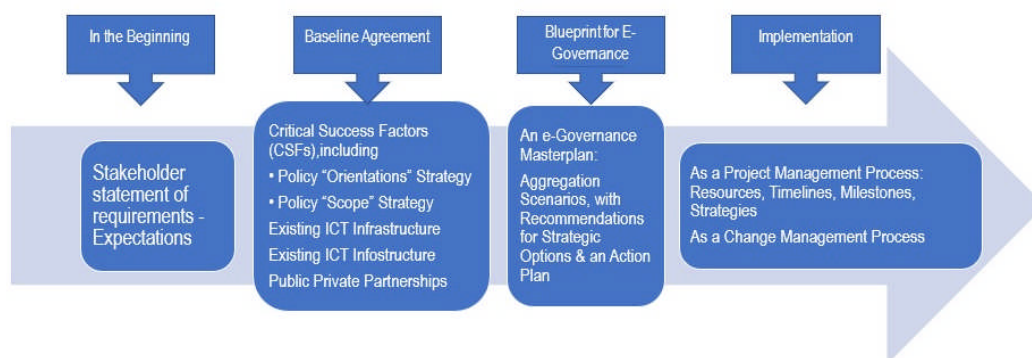 In the Beginning
Baseline Agreement
Blueprint for E-
Governance
Implementation
Stakeholder
statement of
requirements -
Expectations
Critical Success Factors
(CSFs),including
• Policy “Orientations” Strategy
• Policy “Scope” Strategy
Existing ICT Infrastructure
Existing ICT Infostructure
Public Private Partnerships
An e-Governance
Masterplan:
Aggregation
Scenarios, with
Recommendations
for Strategic
Options & an Action
Plan
As a Project Management Process:
Resources, Timelines, Milestones,
Strategies
As a Change Management Process